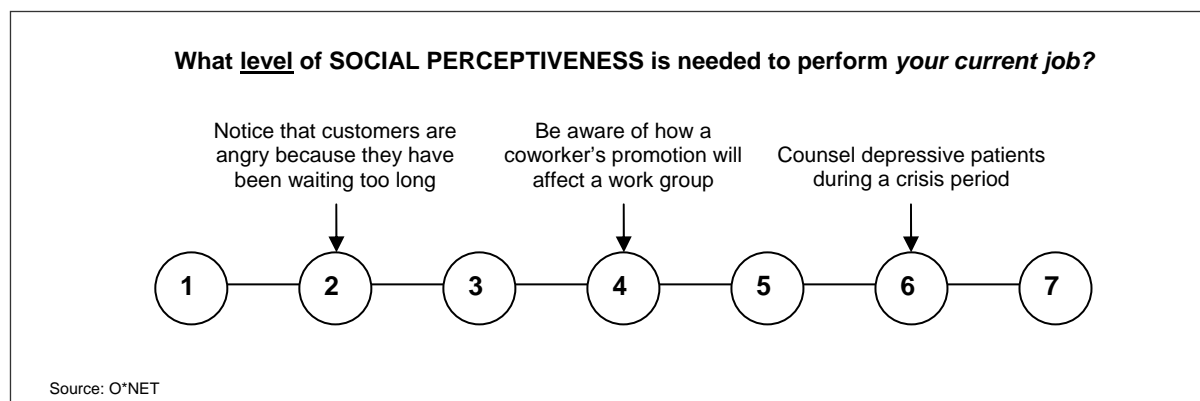 What level of SOCIAL PERCEPTIVENESS is needed to perform your current job?
Notice that customers are
angry because they have
been waiting too long
Be aware of how a
coworker’s promotion will
affect a work group
Counsel depressive patients
during a crisis period
1 2 3 4 5 6 7
Source: O*NET